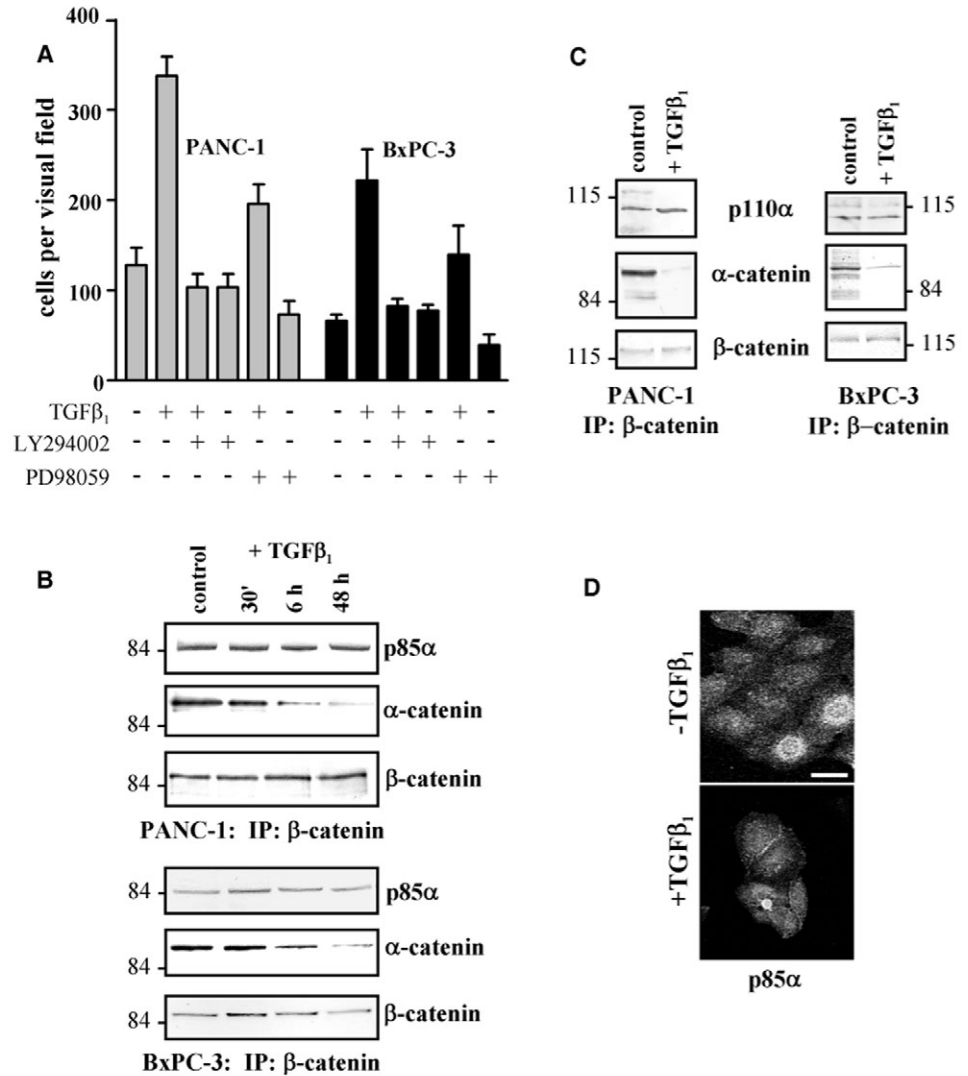 A
400
300
200
100
0
cells per visual field
PANC-1
BxPC-3
TGFβ₁ - + + - + - - + + - + -
LY294002 - - + + - - - - + + - -
PD98059 - - - - + + - - - - + +
B
control
+ TGFβ₁
30'
6 h
48 h
84 p85α
84 α-catenin
84 β-catenin
PANC-1: IP: β-catenin
84 p85α
84 α-catenin
84 β-catenin
BxPC-3: IP: β-catenin
C
control
+ TGFβ₁
control
+ TGFβ₁
115 p110α 115
84 α-catenin 84
115 β-catenin 115
PANC-1
IP: β-catenin
BxPC-3
IP: β–catenin
D
-TGFβ₁
+TGFβ₁
p85α